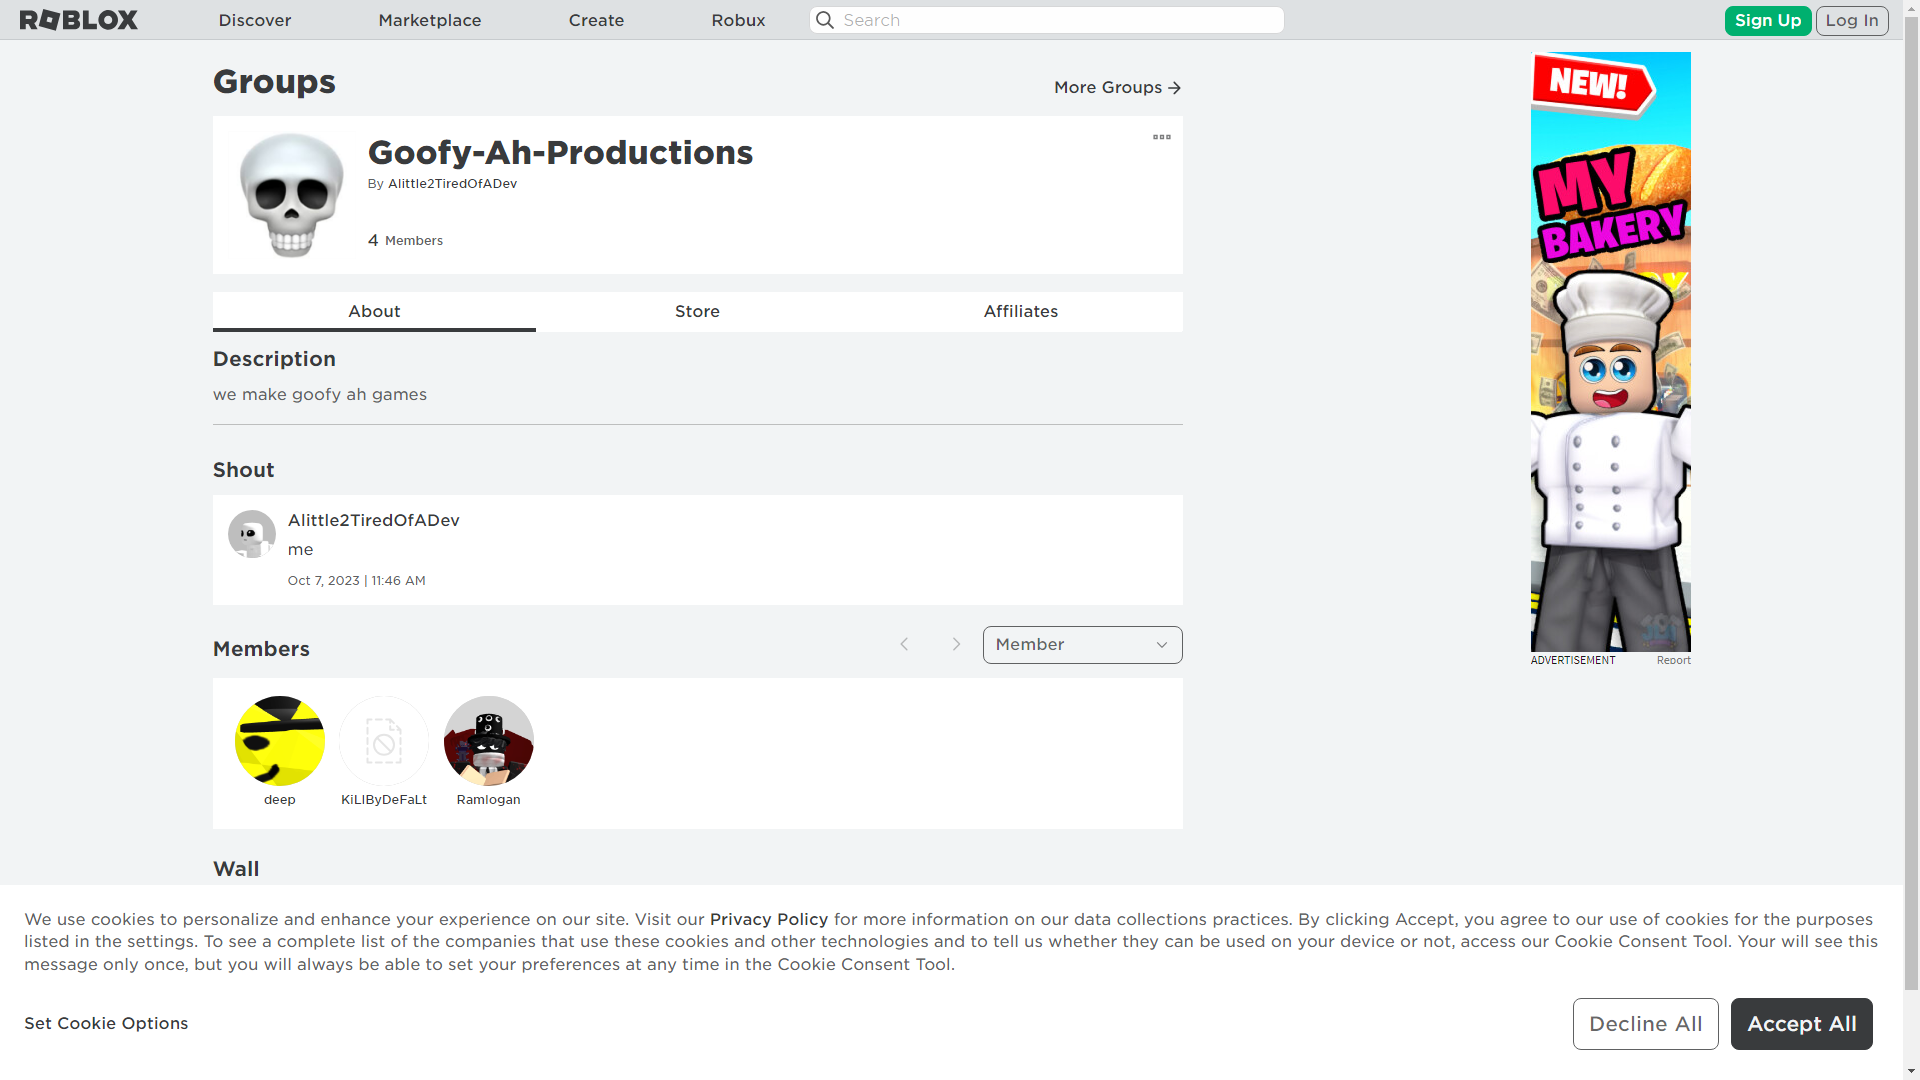 ROBLOX
Discover
Marketplace
Create
Robux
Search
Sign Up
Log In
Groups
More Groups
Goofy-Ah-Productions
By Alittle2TiredOfADev
4 Members
About
Store
Affiliates
Description
we make goofy ah games
Shout
Alittle2TiredOfADev
me
Oct 7, 2023 | 11:46 AM
Members
Member
deep
KiLlByDeFaLt
Ramlogan
Wall
NEW!
MY
BAKERY
ADVERTISEMENT
Report
We use cookies to personalize and enhance your experience on our site. Visit our Privacy Policy for more information on our data collections practices. By clicking Accept, you agree to our use of cookies for the purposes
listed in the settings. To see a complete list of the companies that use these cookies and other technologies and to tell us whether they can be used on your device or not, access our Cookie Consent Tool. Your will see this
message only once, but you will always be able to set your preferences at any time in the Cookie Consent Tool.
Set Cookie Options
Decline All
Accept All